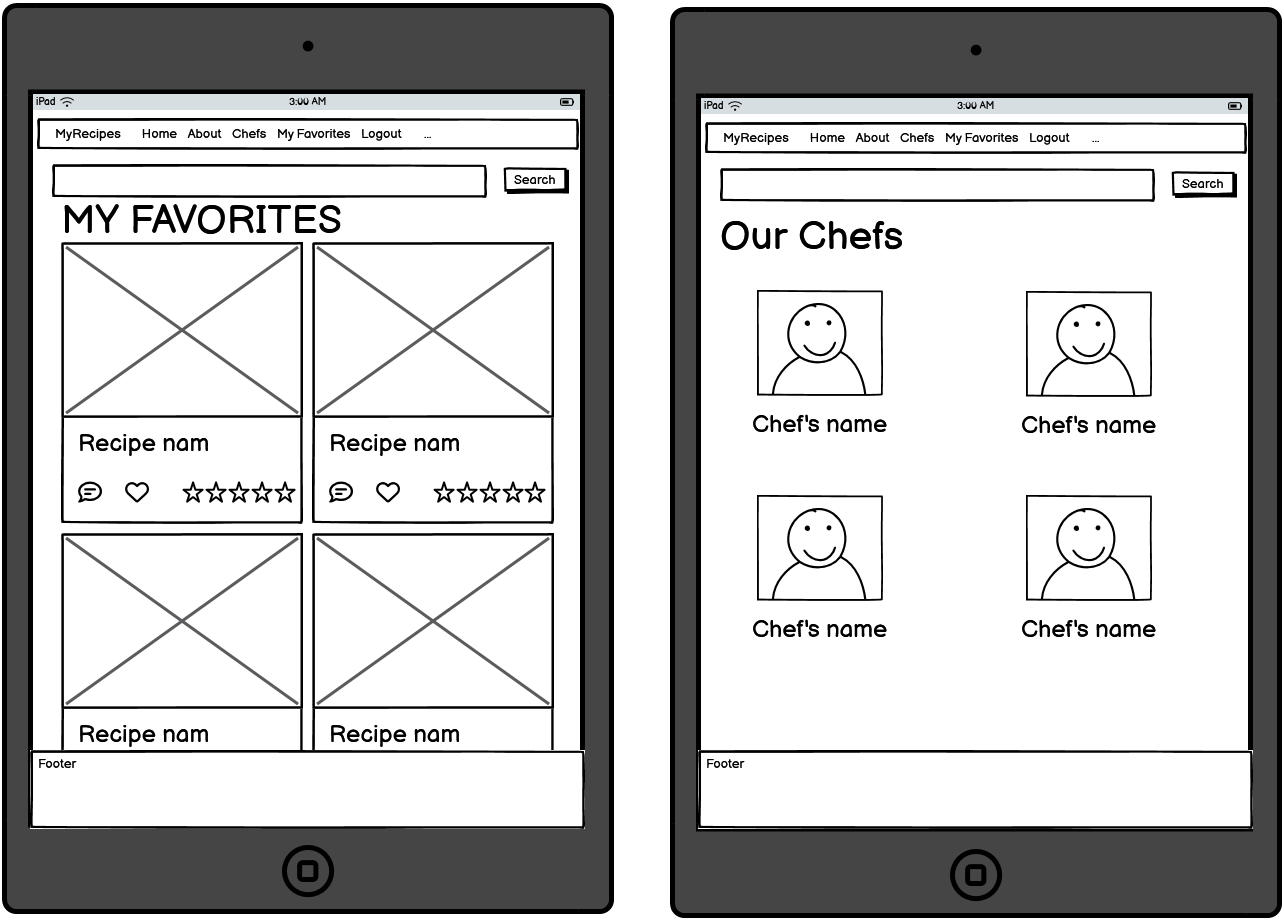 iPad 3:00 AM
MyRecipes Home About Chefs My Favorites Logout ...
Search
MY FAVORITES
Recipe nam Recipe nam
Recipe nam Recipe nam
Footer
iPad 3:00 AM
MyRecipes Home About Chefs My Favorites Logout ...
Search
Our Chefs
Chef's name Chef's name
Chef's name Chef's name
Footer